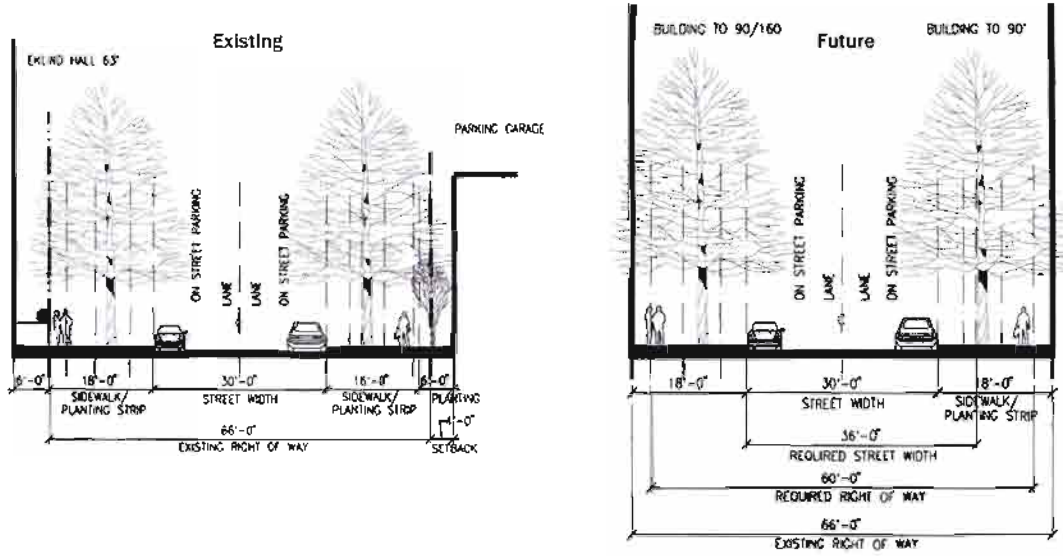 Existing
EKLIND HALL 63'
PARKING GARAGE
ON STREET PARKING
LANE
LANE
ON STREET PARKING
6'-0"
18'-0"
30'-0"
16'-0"
6'-0"
SIDEWALK/
PLANTING STRIP
STREET WIDTH
SIDEWALK/
PLANTING STRIP
PLANTING
66'-0"
EXISTING RIGHT OF WAY
SETBACK
BUILDING TO 90/160
Future
BUILDING TO 90'
ON STREET PARKING
LANE
LANE
ON STREET PARKING
18'-0"
30'-0"
18'-0"
STREET WIDTH
SIDEWALK/
PLANTING STRIP
36'-0"
REQUIRED STREET WIDTH
60'-0"
REQUIRED RIGHT OF WAY
66'-0"
EXISTING RIGHT OF WAY